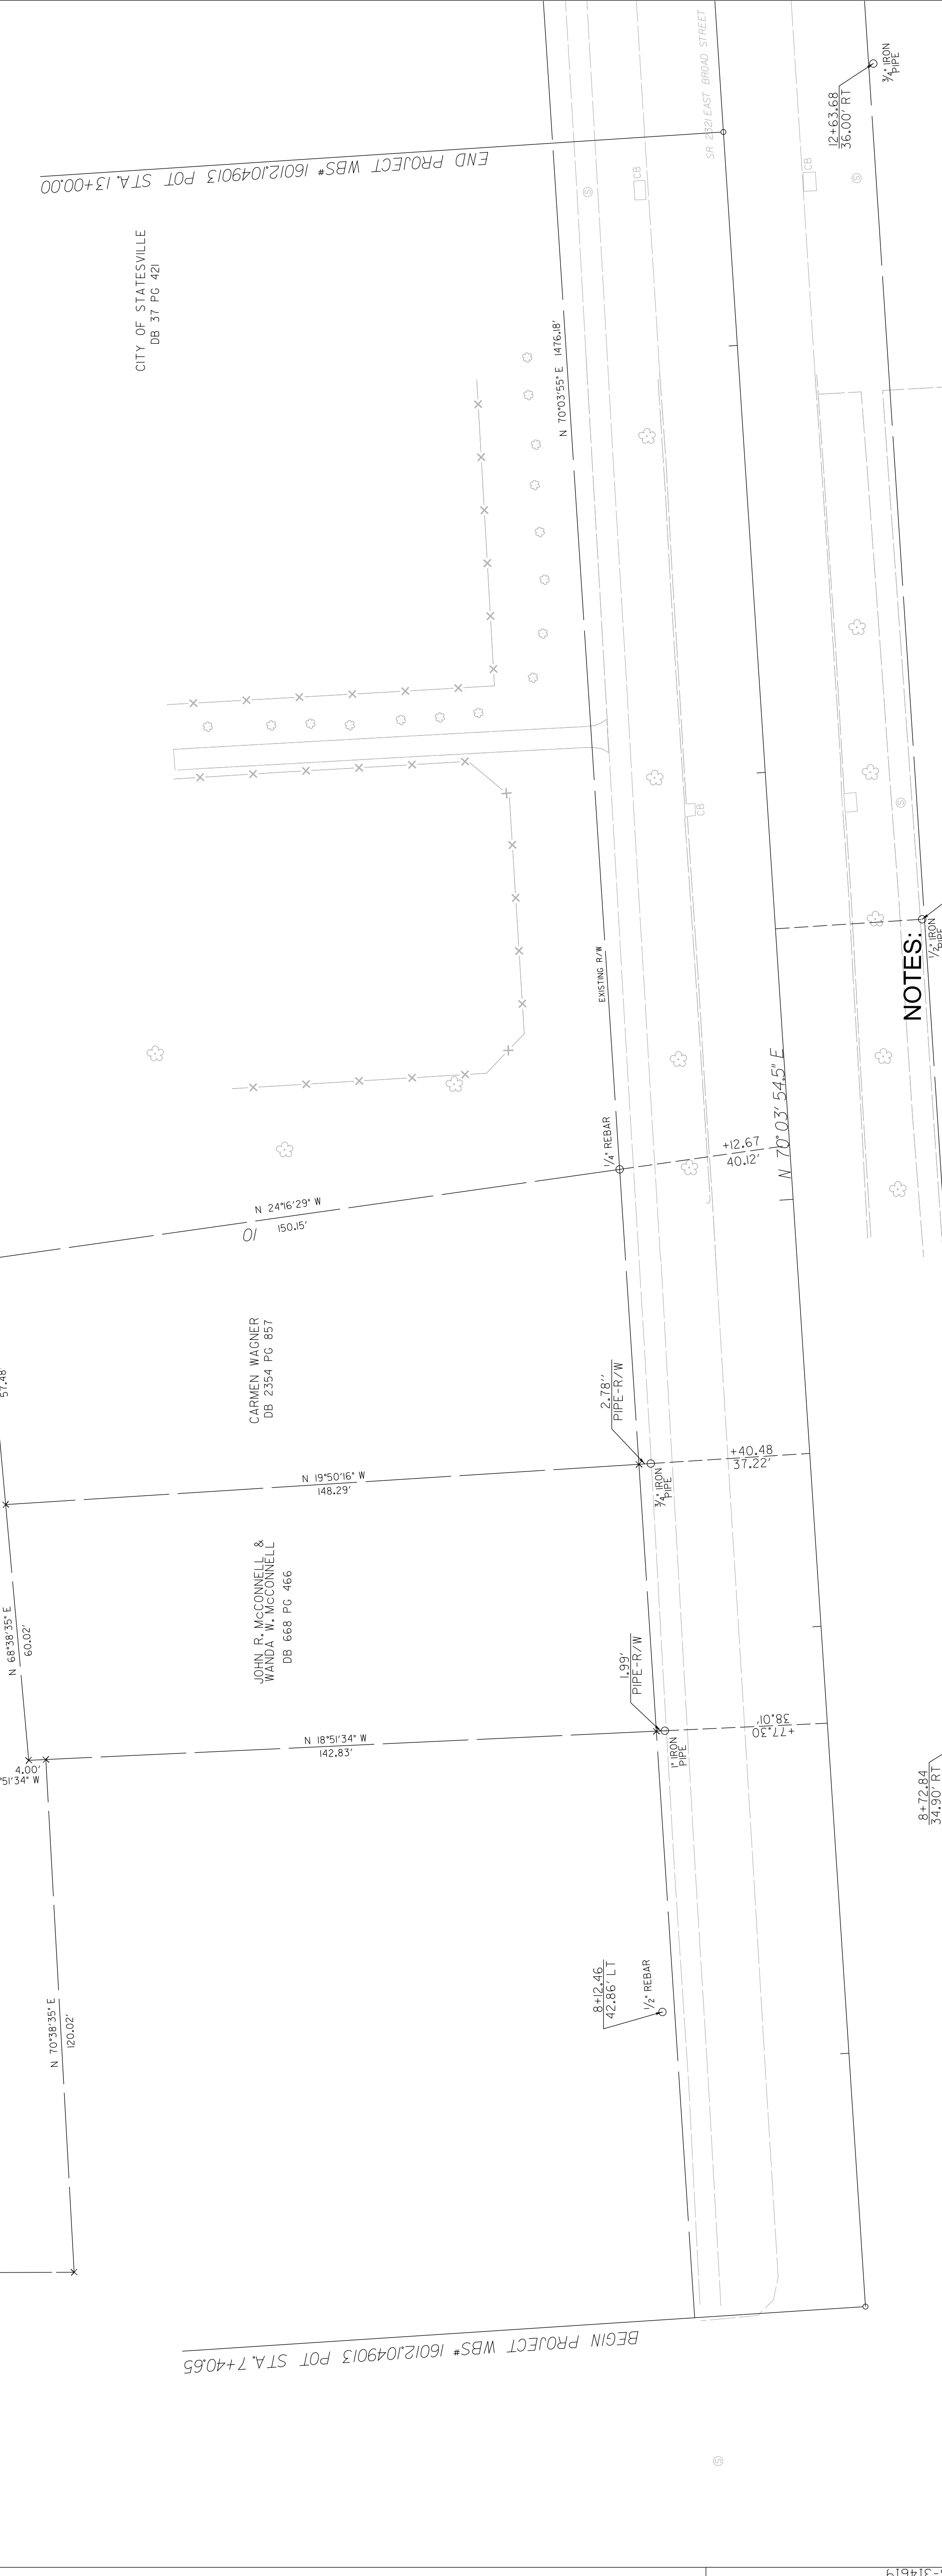 SR 2321 EAST BROAD STREET
3/4" IRON
PIPE
12+63.68
36.00' RT
END PROJECT WBS# 16012.1049013 POT STA. 13+00.00
CB
CB
S
S
CITY OF STATESVILLE
DB 37 PG 421
N 70°03'55" E 1476.18'
CB
S
EXISTING R/W
NOTES:
1/2" IRON
PIPE
N 70° 03' 54.5" E
1/4" REBAR
+12.67
40.12'
N 24°16'29" W
150.15'
10
CARMEN WAGNER
DB 2354 PG 857
57.48'
2.78''
PIPE-R/W
+40.48
37.22'
3/4" IRON
PIPE
N 19°50'16" W
148.29'
JOHN R. McCONNELL &
WANDA W. McCONNELL
DB 668 PG 466
N 68°38'35" E
60.02'
1.99'
PIPE-R/W
+77.30
38.01'
1" IRON
PIPE
N 18°51'34" W
142.83'
4.00'
°51'34" W
8+72.84
34.90' RT
8+12.46
42.86' LT
1/2" REBAR
N 70°38'35" E
120.02'
BEGIN PROJECT WBS# 16012.1049013 POT STA. 7+40.65
S